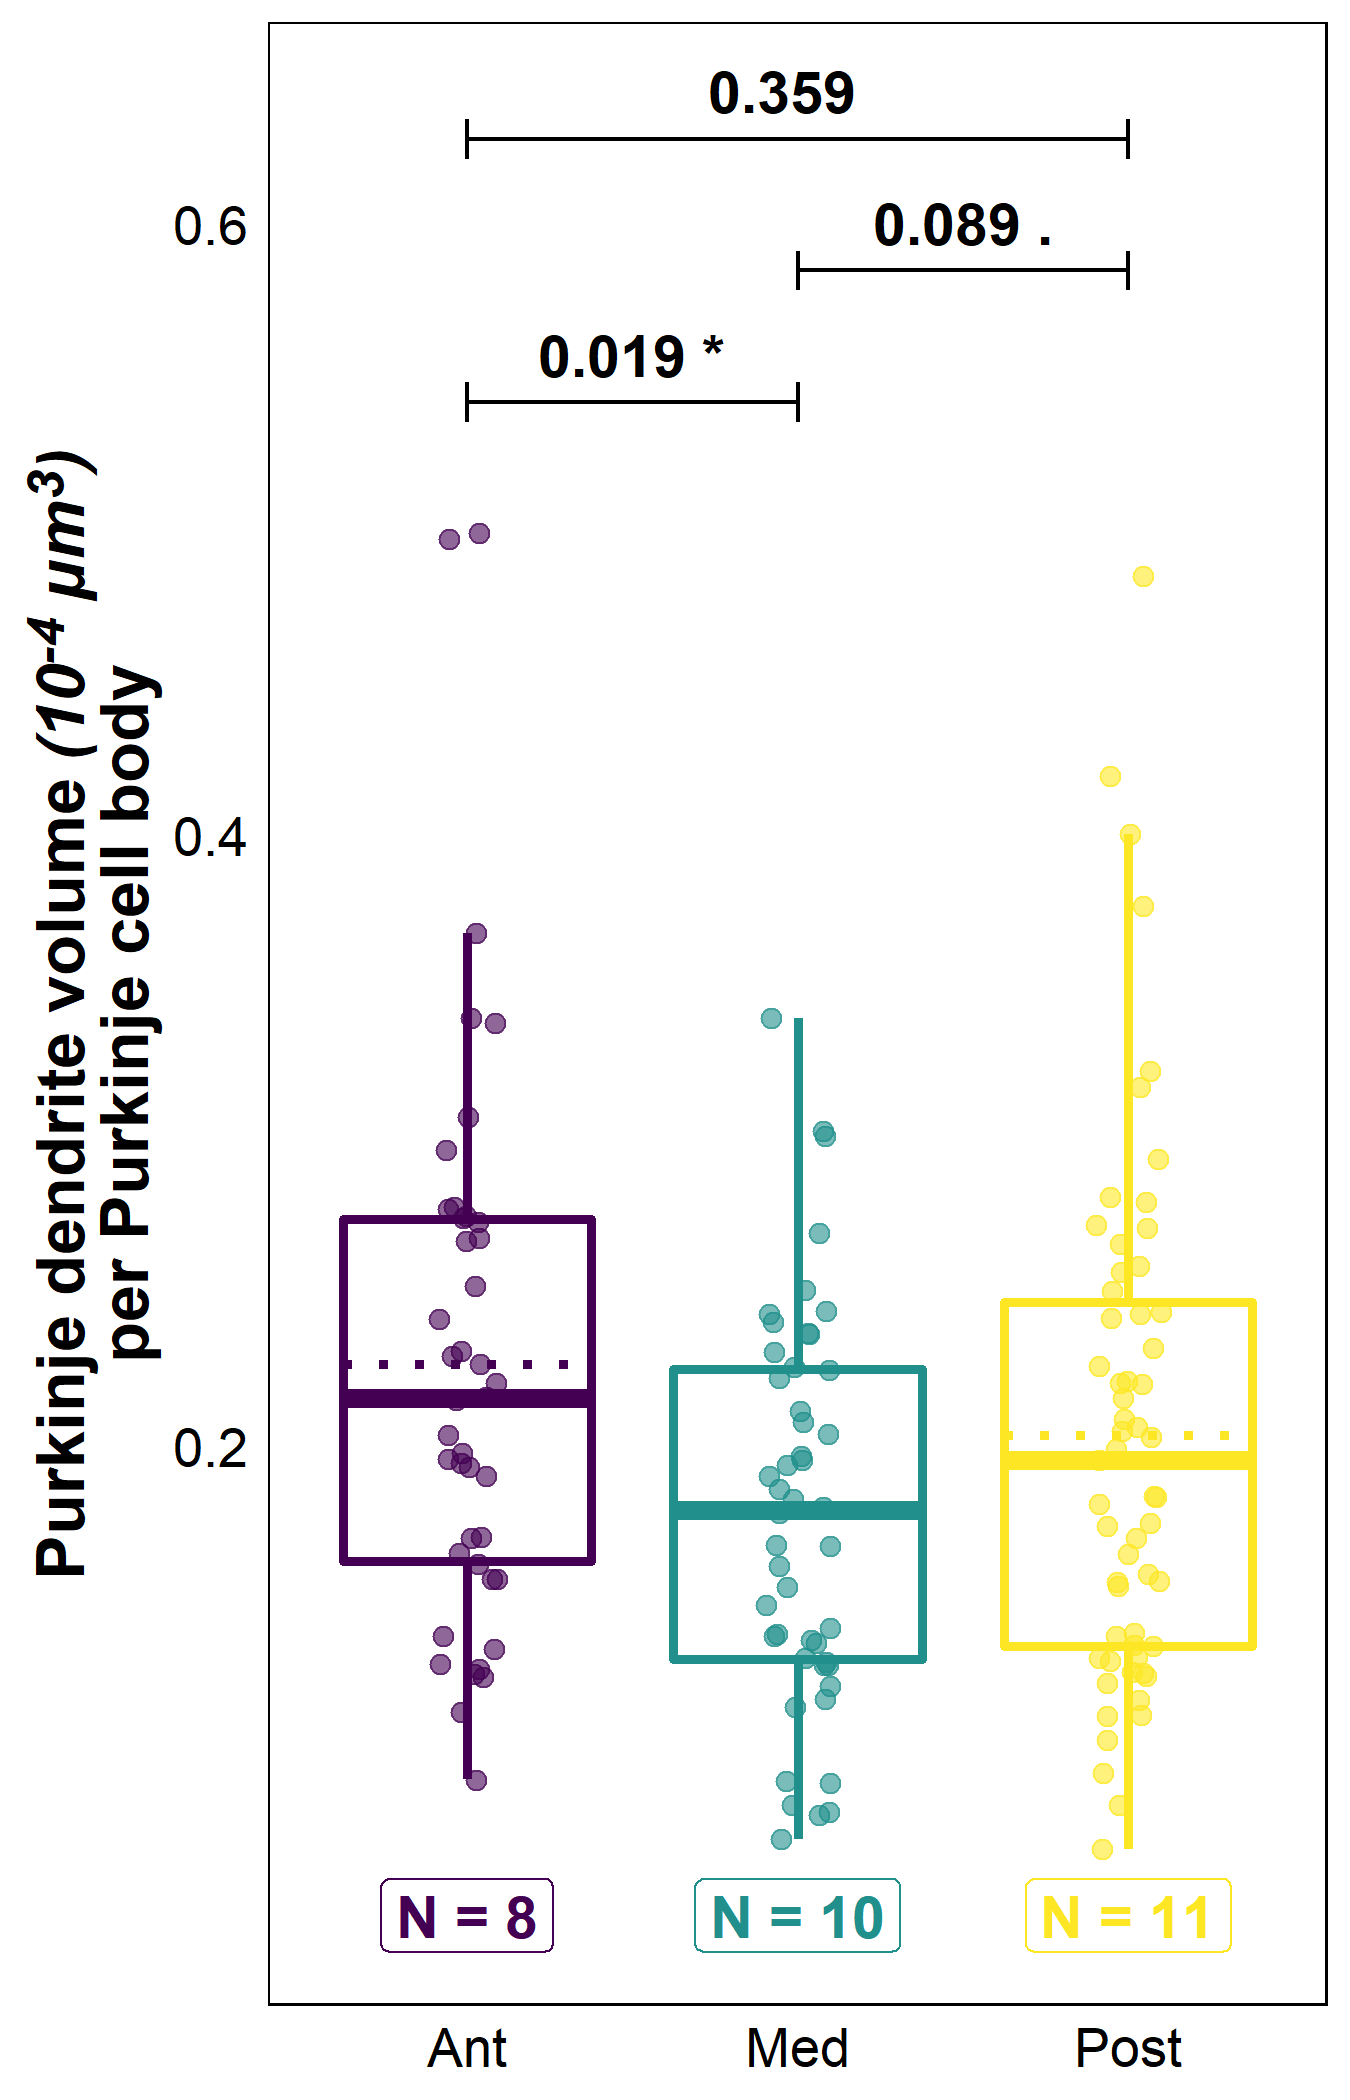 Purkinje dendrite volume (10⁻⁴ µm³)
per Purkinje cell body
0.6
0.4
0.2
0.359
0.089 .
0.019 *
N = 8
N = 10
N = 11
Ant
Med
Post